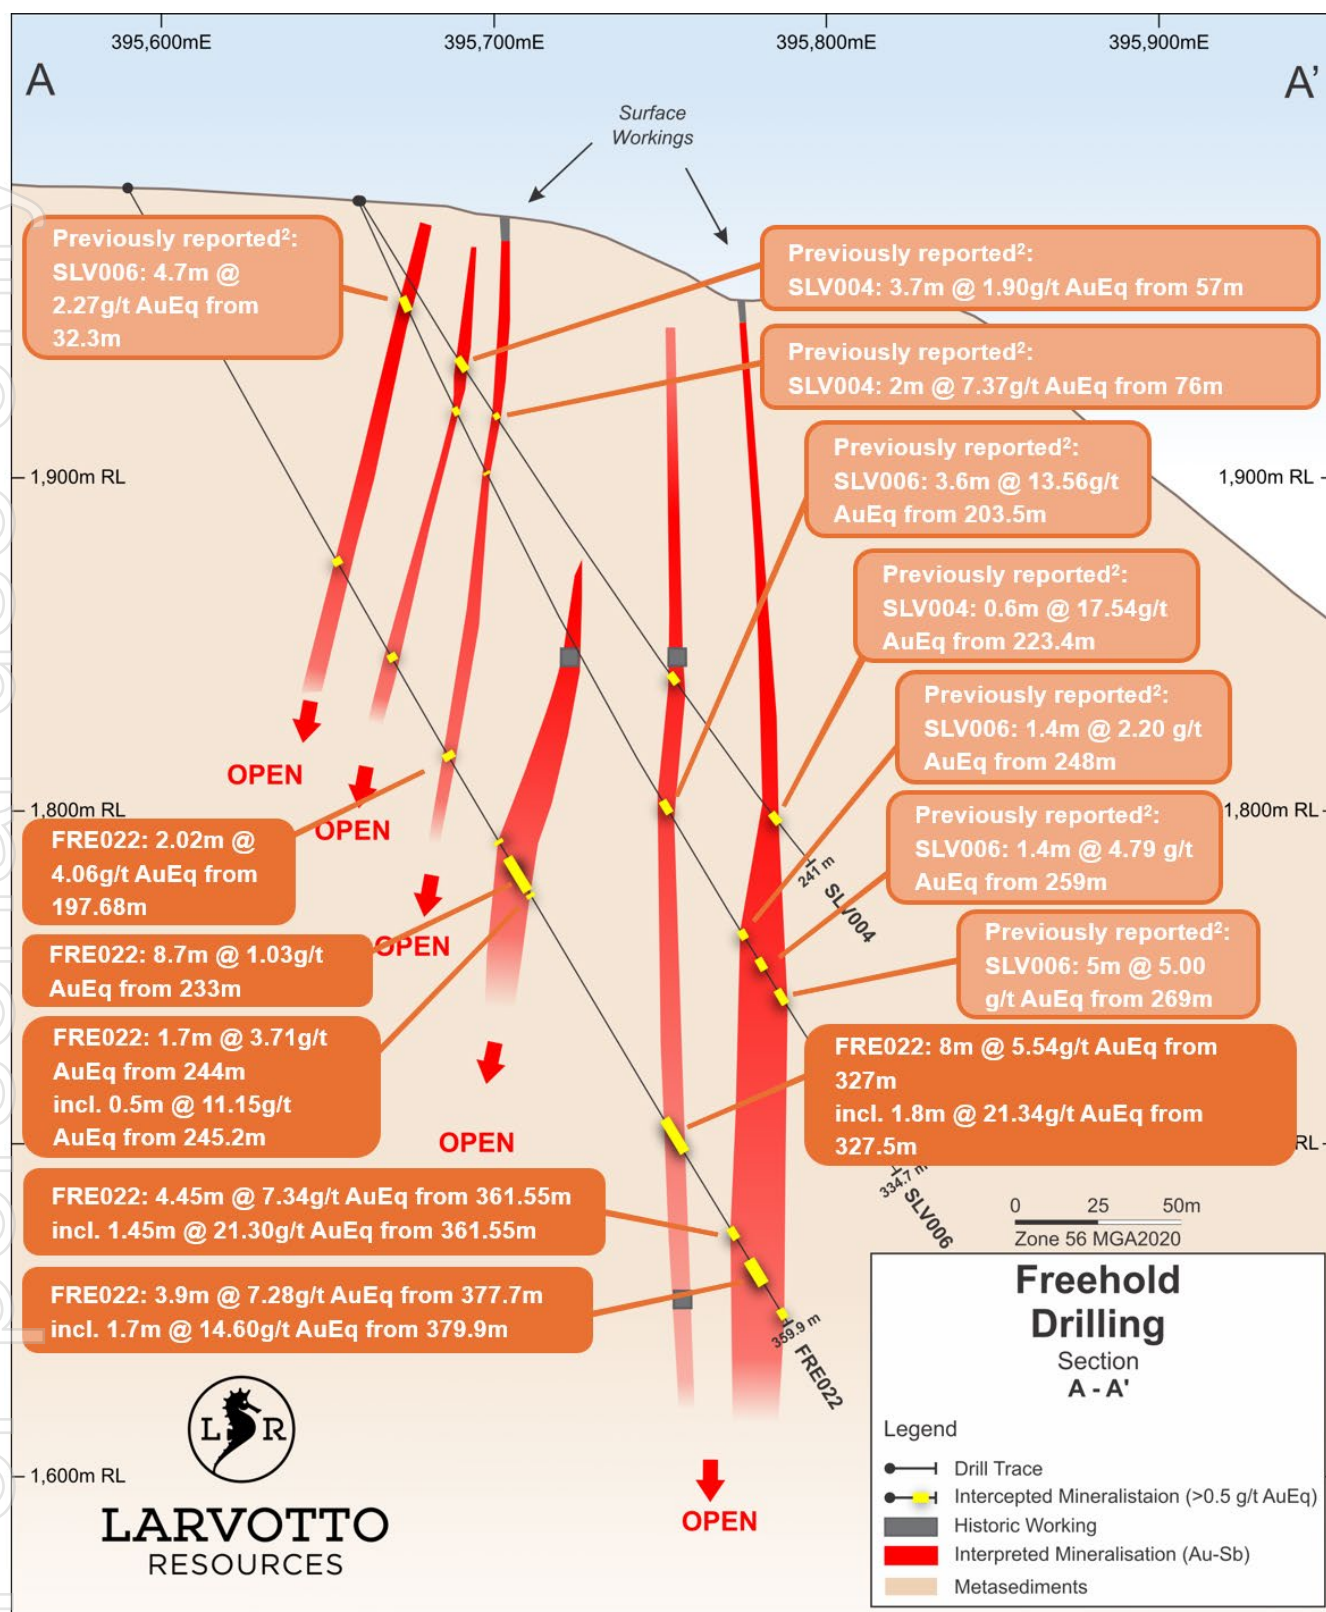 395,600mE
395,700mE
395,800mE
395,900mE
A
A'
Surface
Workings
Previously reported²:
SLV006: 4.7m @
2.27g/t AuEq from
32.3m
Previously reported²:
SLV004: 3.7m @ 1.90g/t AuEq from 57m
Previously reported²:
SLV004: 2m @ 7.37g/t AuEq from 76m
Previously reported²:
SLV006: 3.6m @ 13.56g/t
AuEq from 203.5m
1,900m RL
1,900m RL
Previously reported²:
SLV004: 0.6m @ 17.54g/t
AuEq from 223.4m
Previously reported²:
SLV006: 1.4m @ 2.20 g/t
AuEq from 248m
OPEN
1,800m RL
1,800m RL
OPEN
Previously reported²:
SLV006: 1.4m @ 4.79 g/t
AuEq from 259m
FRE022: 2.02m @
4.06g/t AuEq from
197.68m
241 m
SLV004
OPEN
FRE022: 8.7m @ 1.03g/t
AuEq from 233m
Previously reported²:
SLV006: 5m @ 5.00
g/t AuEq from 269m
FRE022: 1.7m @ 3.71g/t
AuEq from 244m
incl. 0.5m @ 11.15g/t
AuEq from 245.2m
FRE022: 8m @ 5.54g/t AuEq from
327m
incl. 1.8m @ 21.34g/t AuEq from
327.5m
OPEN
RL
334.7 m
SLV006
FRE022: 4.45m @ 7.34g/t AuEq from 361.55m
incl. 1.45m @ 21.30g/t AuEq from 361.55m
0 25 50m
Zone 56 MGA2020
FRE022: 3.9m @ 7.28g/t AuEq from 377.7m
incl. 1.7m @ 14.60g/t AuEq from 379.9m
359.9 m
FRE022
Freehold
Drilling
Section
A - A'
Legend
Drill Trace
Intercepted Mineralistaion (>0.5 g/t AuEq)
Historic Working
Interpreted Mineralisation (Au-Sb)
Metasediments
1,600m RL
OPEN
L R
LARVOTTO
RESOURCES